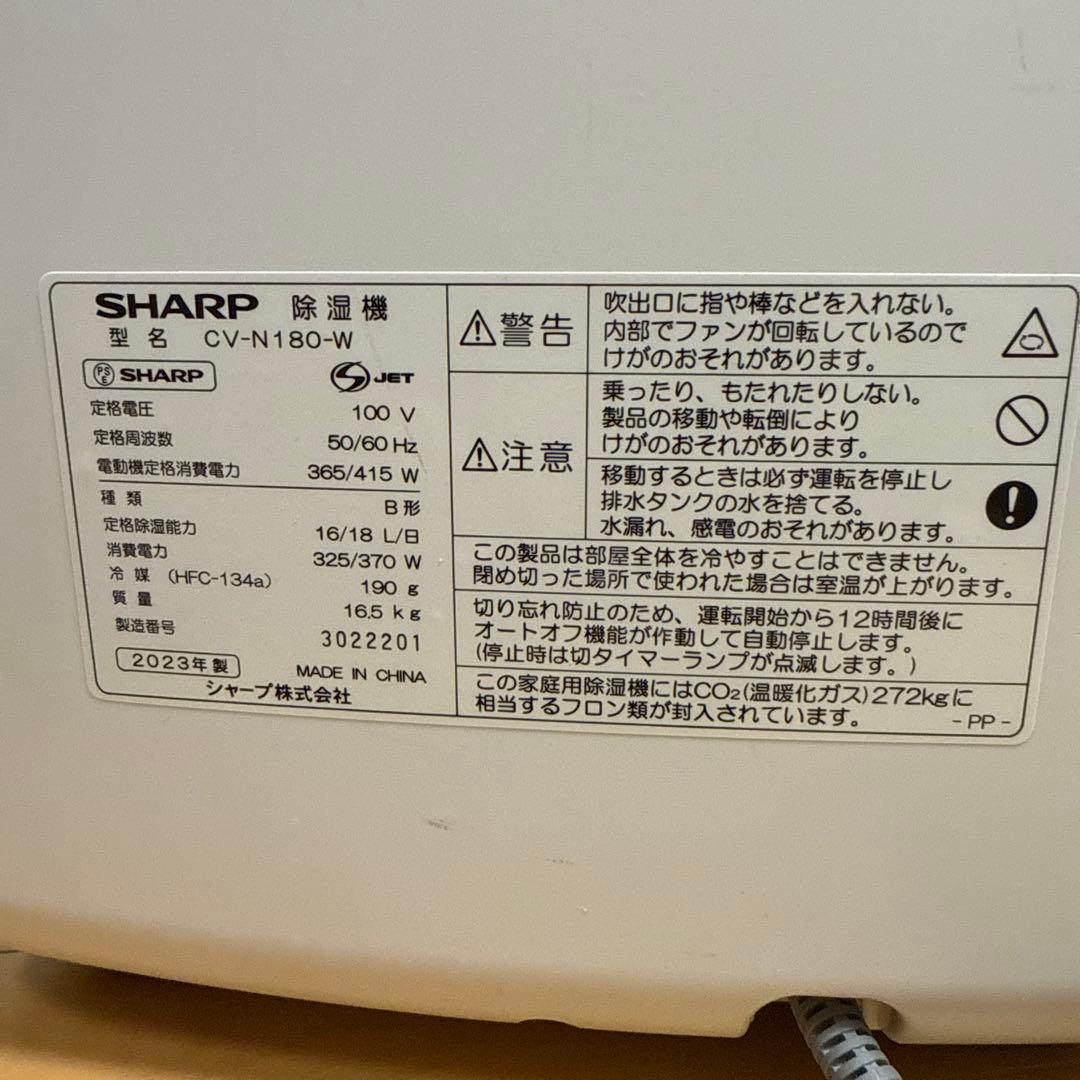 SHARP 除湿機
型名 CV-N180-W
PSE SHARP
JET
定格電圧 100 V
定格周波数 50/60 Hz
電動機定格消費電力 365/415 W
種類 B形
定格除湿能力 16/18 L/日
消費電力 325/370 W
冷媒 (HFC-134a) 190 g
質量 16.5 kg
製造番号 3022201
2023年製 MADE IN CHINA
シャープ株式会社
警告
吹出口に指や棒などを入れない。
内部でファンが回転しているので
けがのおそれがあります。
注意
乗ったり、もたれたりしない。
製品の移動や転倒により
けがのおそれがあります。
移動するときは必ず運転を停止し
排水タンクの水を捨てる。
水漏れ、感電のおそれがあります。
この製品は部屋全体を冷やすことはできません。
閉め切った場所で使われた場合は室温が上がります。
切り忘れ防止のため、運転開始から12時間後に
オートオフ機能が作動して自動停止します。
(停止時は切タイマーランプが点滅します。)
この家庭用除湿機にはCO₂(温暖化ガス)272kgに
相当するフロン類が封入されています。
- PP -